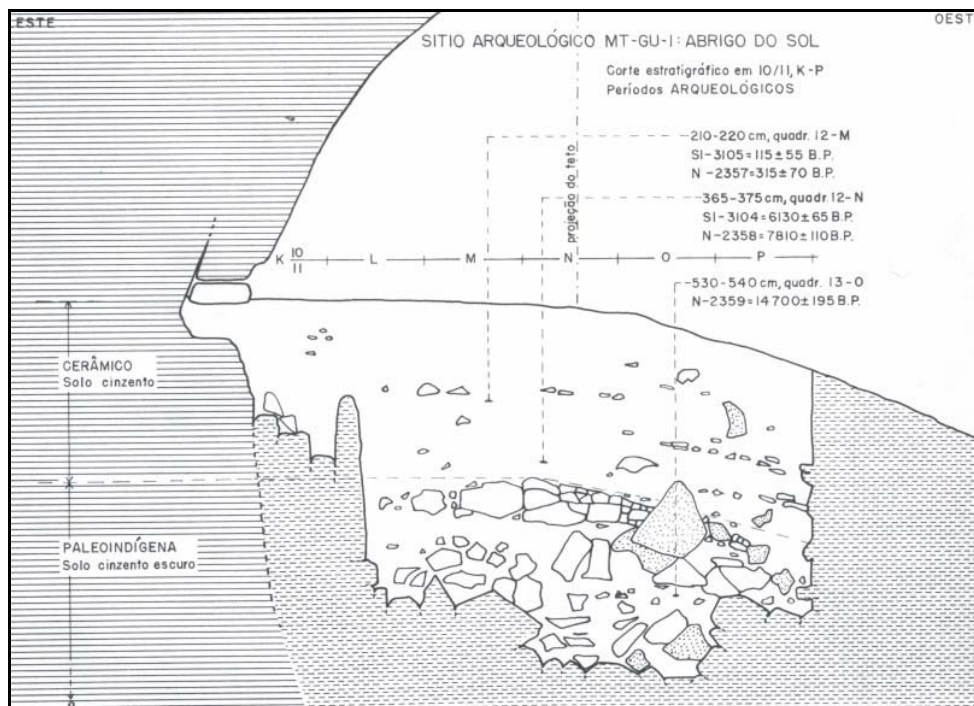 ESTE
OEST
SITIO ARQUEOLÓGICO MT-GU-1: ABRIGO DO SOL
Corte estratigráfico em 10/11, K-P
Períodos ARQUEOLÓGICOS
210-220 cm, quadr. 12-M
SI-3105=115±55 B.P.
N-2357=315±70 B.P.
projeção do teto
365-375 cm, quadr. 12-N
SI-3104=6130±65 B.P.
N-2358=7810±110 B.P.
K 10/11 L M N O P
530-540 cm, quadr. 13-O
N-2359=14700±195 B.P.
CERÂMICO
Solo cinzento
PALEOINDÍGENA
Solo cinzento escuro